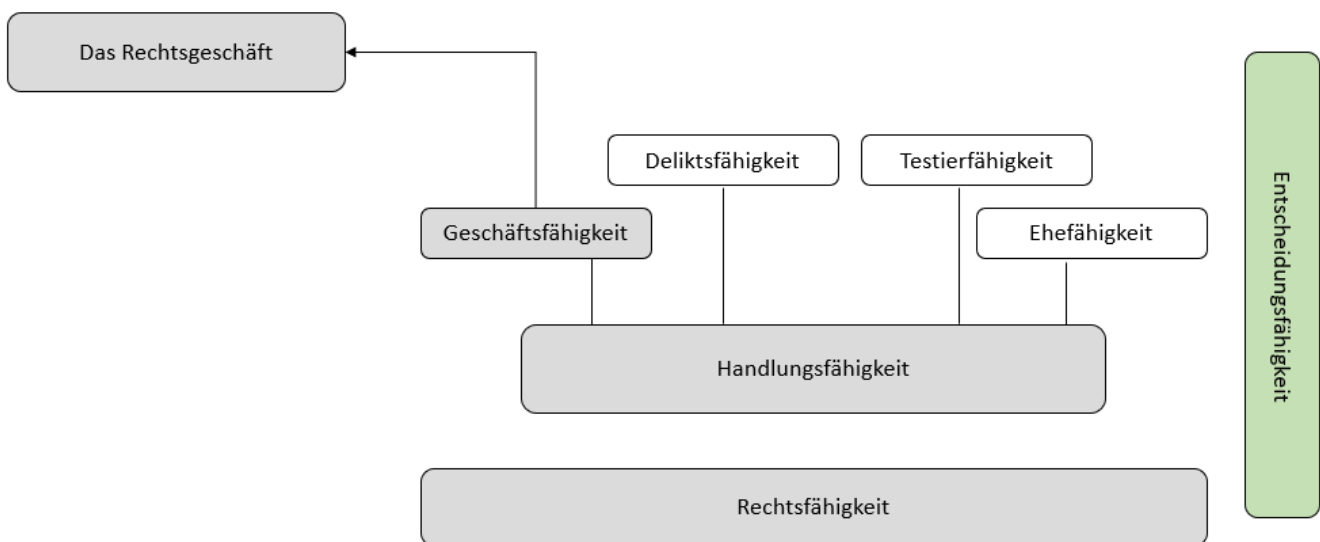 Das Rechtsgeschäft
Deliktsfähigkeit
Testierfähigkeit
Geschäftsfähigkeit
Ehefähigkeit
Handlungsfähigkeit
Rechtsfähigkeit
Entscheidungsfähigkeit